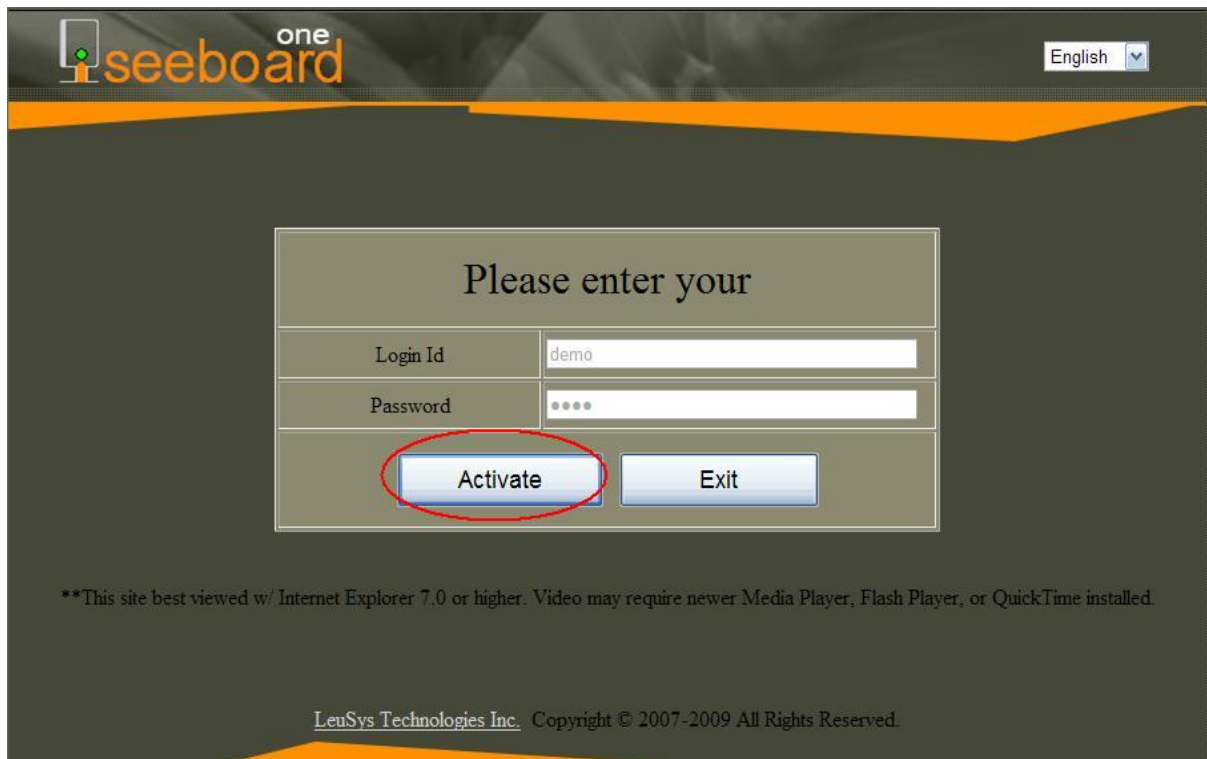 one
seeboard
English
Please enter your
Login Id
demo
Password
••••
Activate
Exit
**This site best viewed w/ Internet Explorer 7.0 or higher. Video may require newer Media Player, Flash Player, or QuickTime installed.
LeuSys Technologies Inc. Copyright © 2007-2009 All Rights Reserved.